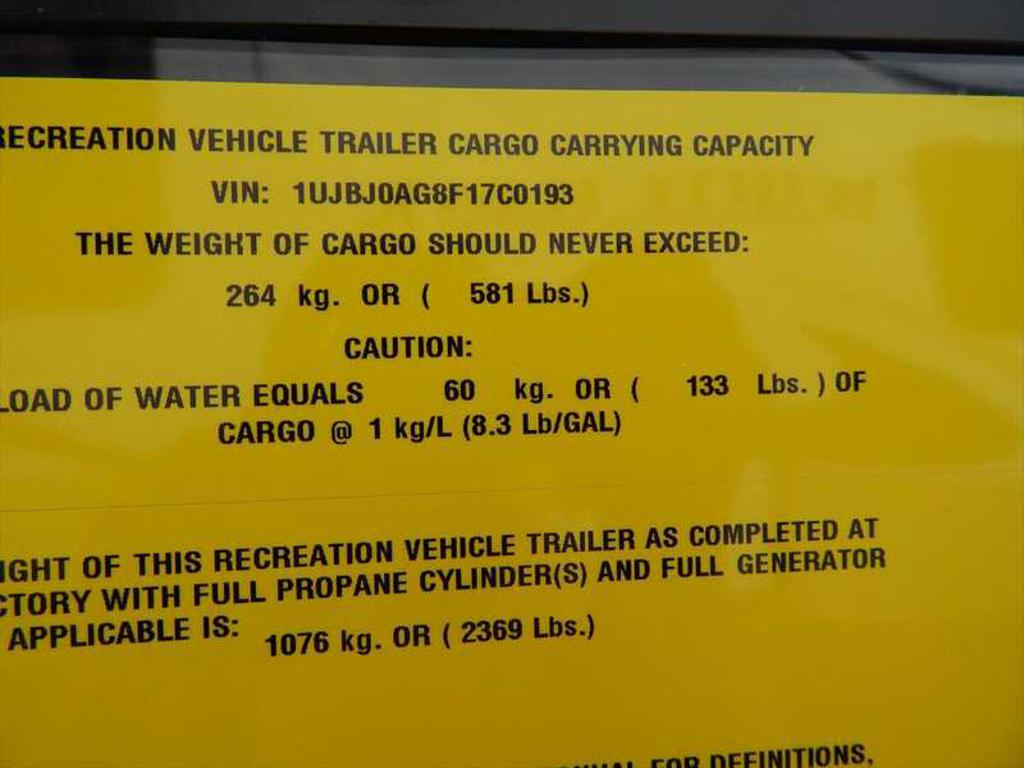 RECREATION VEHICLE TRAILER CARGO CARRYING CAPACITY
VIN: 1UJBJ0AG8F17C0193
THE WEIGHT OF CARGO SHOULD NEVER EXCEED:
264 kg. OR ( 581 Lbs.)
CAUTION:
LOAD OF WATER EQUALS 60 kg. OR ( 133 Lbs. ) OF
CARGO @ 1 kg/L (8.3 Lb/GAL)
IGHT OF THIS RECREATION VEHICLE TRAILER AS COMPLETED AT
CTORY WITH FULL PROPANE CYLINDER(S) AND FULL GENERATOR
APPLICABLE IS: 1076 kg. OR ( 2369 Lbs.)
FOR DEFINITIONS,